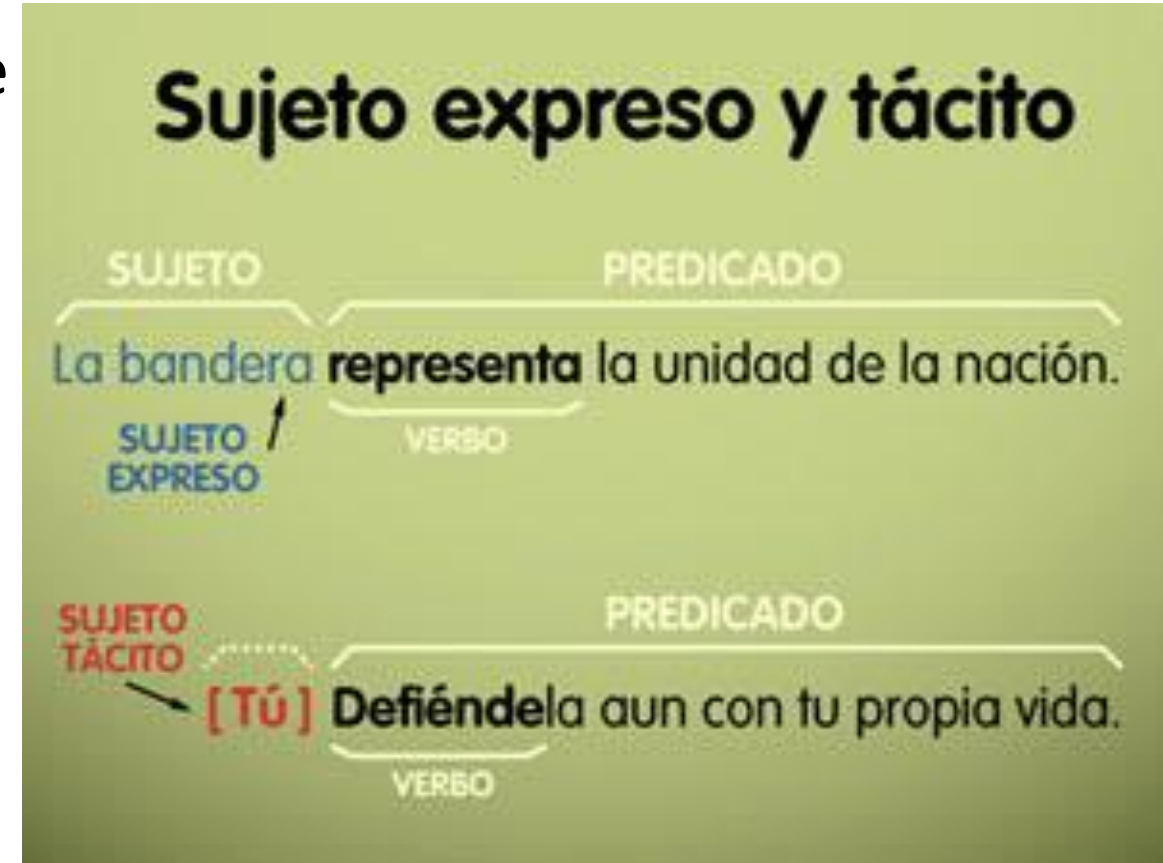 e
Sujeto expreso y tácito
SUJETO PREDICADO
La bandera representa la unidad de la nación.
SUJETO EXPRESO VERBO
SUJETO TÁCITO PREDICADO
[Tú] Defiéndela aun con tu propia vida.
VERBO